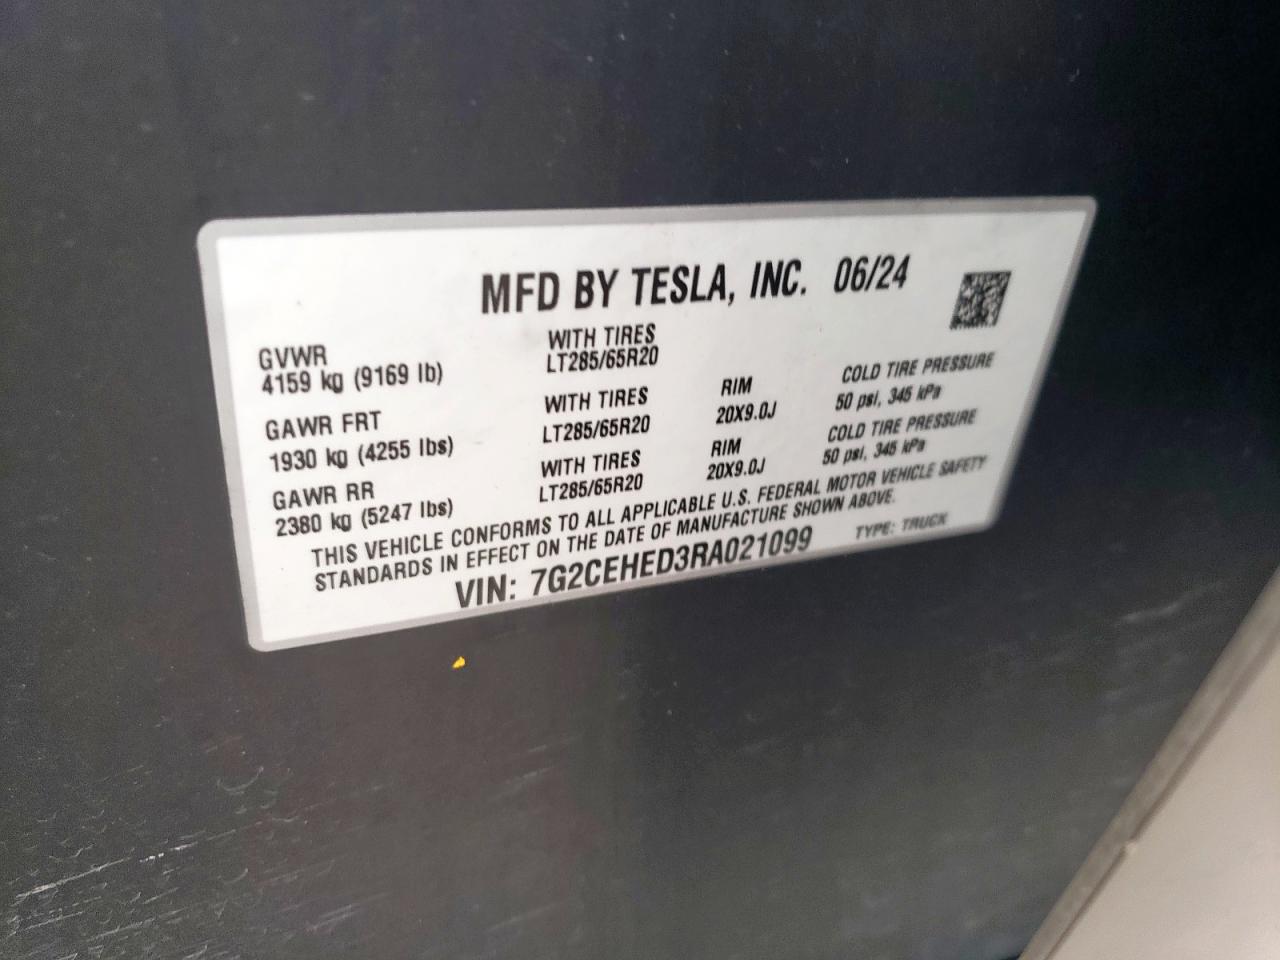 MFD BY TESLA, INC. 06/24
GVWR
4159 kg (9169 lb)
WITH TIRES
LT285/65R20
GAWR FRT
1930 kg (4255 lbs)
WITH TIRES
LT285/65R20
RIM
20X9.0J
COLD TIRE PRESSURE
50 psi, 345 kPa
GAWR RR
2380 kg (5247 lbs)
WITH TIRES
LT285/65R20
RIM
20X9.0J
COLD TIRE PRESSURE
50 psi, 345 kPa
THIS VEHICLE CONFORMS TO ALL APPLICABLE U.S. FEDERAL MOTOR VEHICLE SAFETY
STANDARDS IN EFFECT ON THE DATE OF MANUFACTURE SHOWN ABOVE.
VIN: 7G2CEHED3RA021099
TYPE: TRUCK